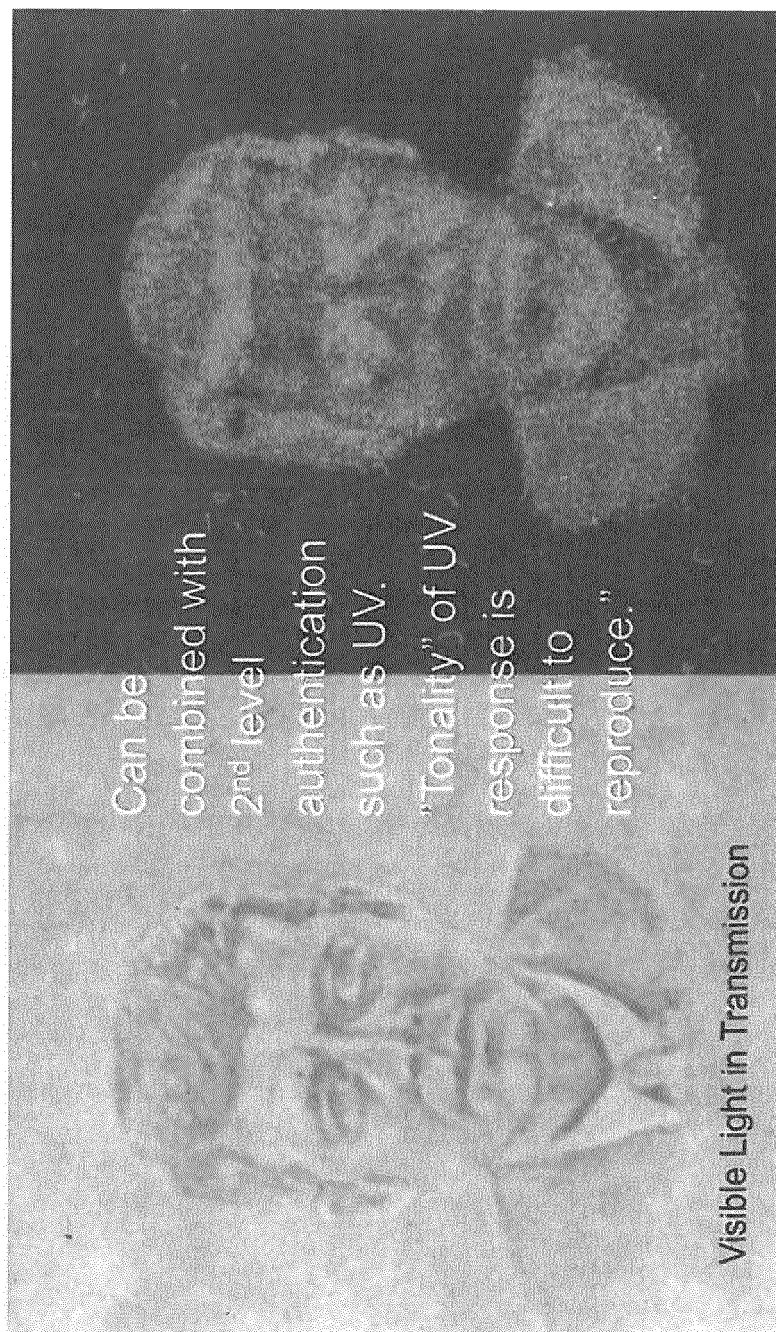 Can be
combined with
2nd level
authentication
such as UV.
”Tonality” of UV
response is
difficult to
reproduce.”
Visible Light in Transmission